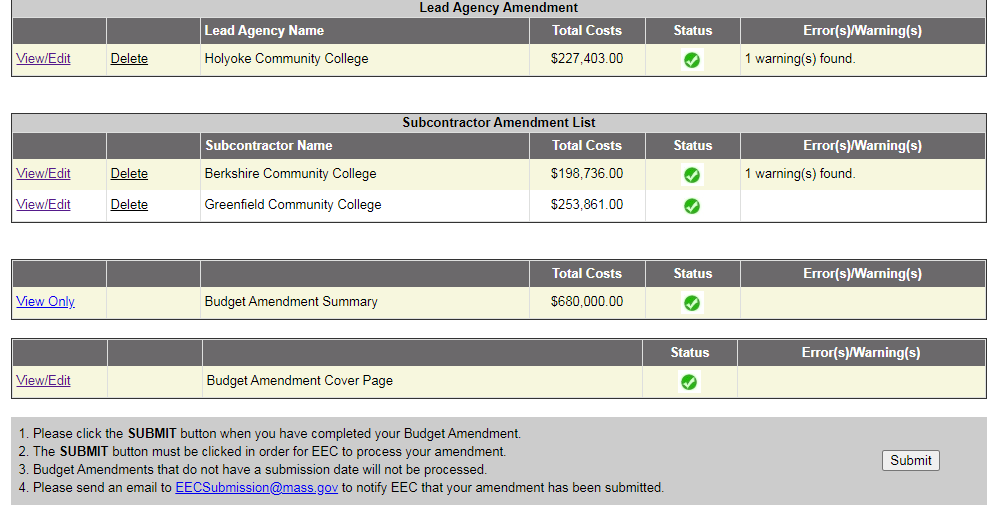 Lead Agency Amendment
Lead Agency Name Total Costs Status Error(s)/Warning(s)
View/Edit Delete Holyoke Community College $227,403.00 1 warning(s) found.
Subcontractor Amendment List
Subcontractor Name Total Costs Status Error(s)/Warning(s)
View/Edit Delete Berkshire Community College $198,736.00 1 warning(s) found.
View/Edit Delete Greenfield Community College $253,861.00
Total Costs Status Error(s)/Warning(s)
View Only Budget Amendment Summary $680,000.00
Status Error(s)/Warning(s)
View/Edit Budget Amendment Cover Page
1. Please click the SUBMIT button when you have completed your Budget Amendment.
2. The SUBMIT button must be clicked in order for EEC to process your amendment.
3. Budget Amendments that do not have a submission date will not be processed.
4. Please send an email to EECSubmission@mass.gov to notify EEC that your amendment has been submitted.
Submit